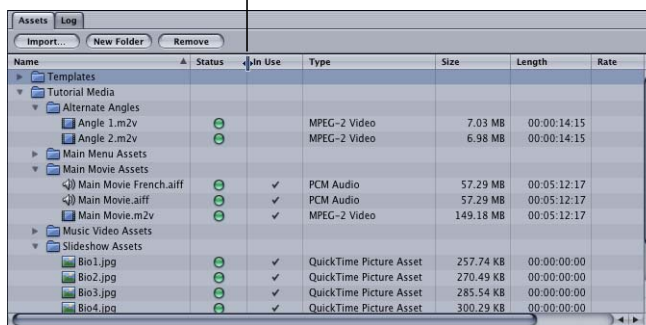 Assets Log
Import... New Folder Remove
Name Status In Use Type Size Length Rate
Templates
Tutorial Media
Alternate Angles
Angle 1.m2v MPEG-2 Video 7.03 MB 00:00:14:15
Angle 2.m2v MPEG-2 Video 6.98 MB 00:00:14:15
Main Menu Assets
Main Movie Assets
Main Movie French.aiff PCM Audio 57.29 MB 00:05:12:17
Main Movie.aiff PCM Audio 57.29 MB 00:05:12:17
Main Movie.m2v MPEG-2 Video 149.18 MB 00:05:12:17
Music Video Assets
Slideshow Assets
Bio1.jpg QuickTime Picture Asset 257.74 KB 00:00:00:00
Bio2.jpg QuickTime Picture Asset 270.49 KB 00:00:00:00
Bio3.jpg QuickTime Picture Asset 285.54 KB 00:00:00:00
Bio4.jpg QuickTime Picture Asset 300.29 KB 00:00:00:00